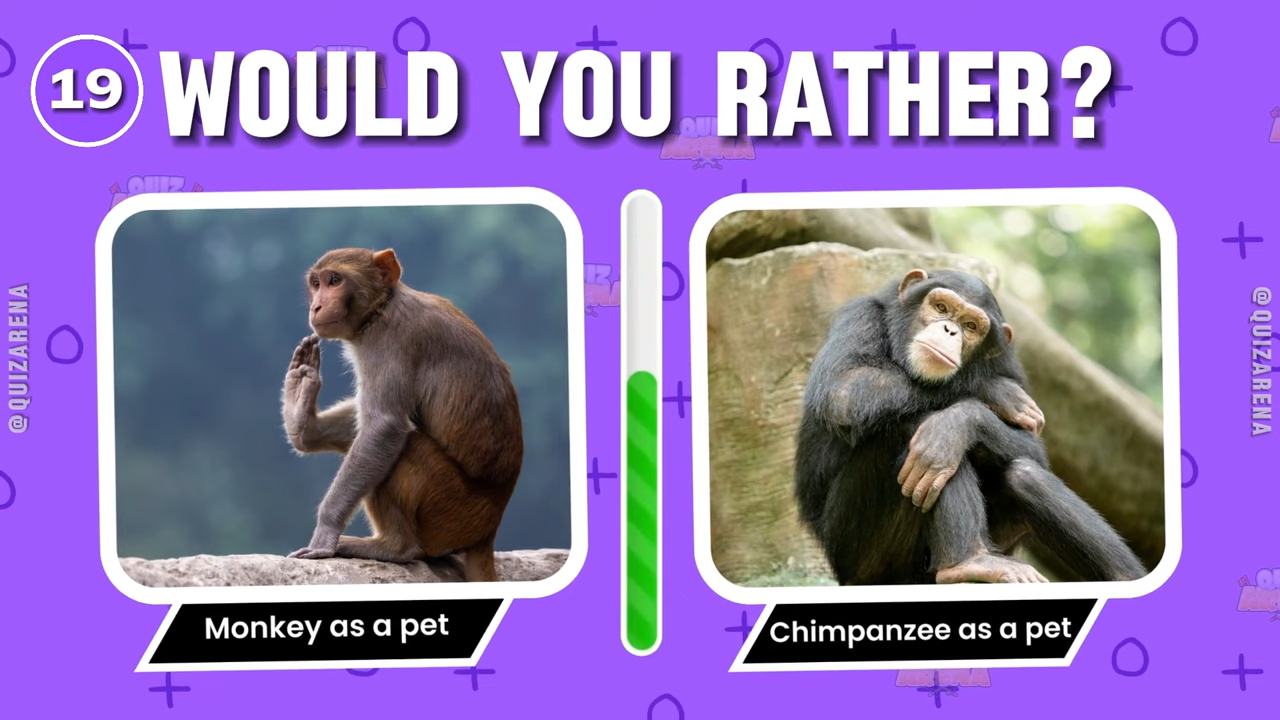 19
WOULD YOU RATHER?
@QUIZARENA
@QUIZARENA
Monkey as a pet
Chimpanzee as a pet